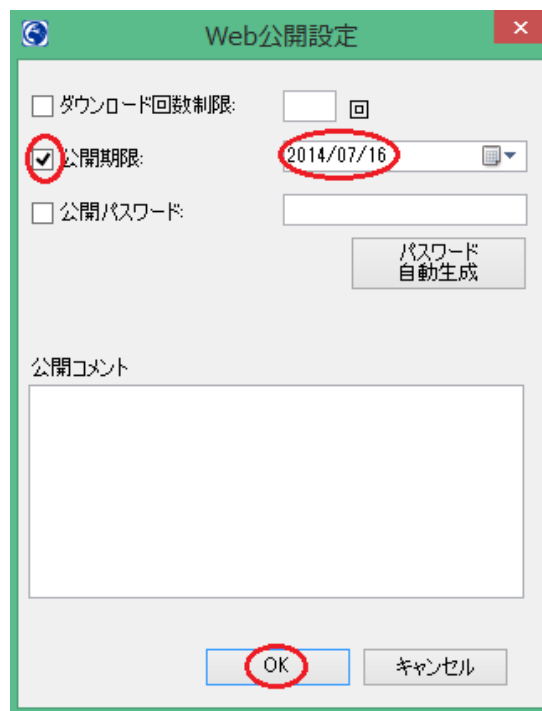 Web公開設定
ダウンロード回数制限: 回
公開期限: 2014/07/16
公開パスワード:
パスワード
自動生成
公開コメント
OK キャンセル